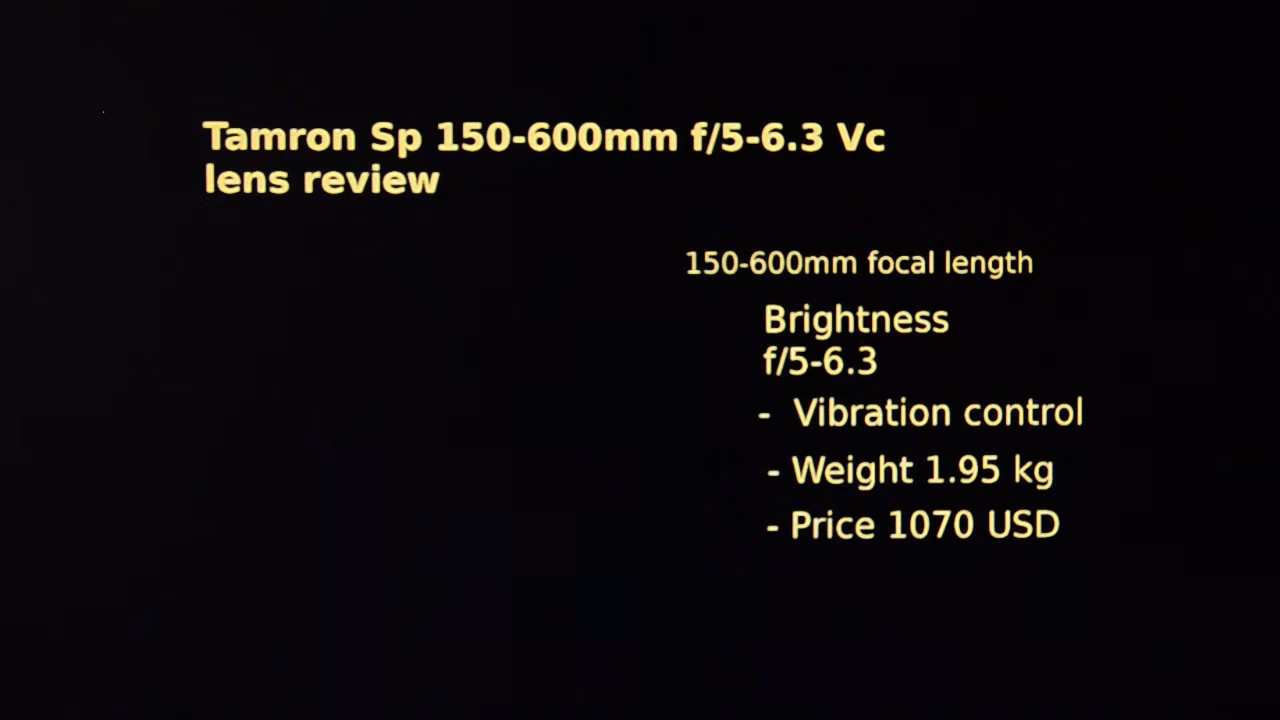 Tamron Sp 150-600mm f/5-6.3 Vc
lens review
150-600mm focal length
Brightness
f/5-6.3
- Vibration control
- Weight 1.95 kg
- Price 1070 USD